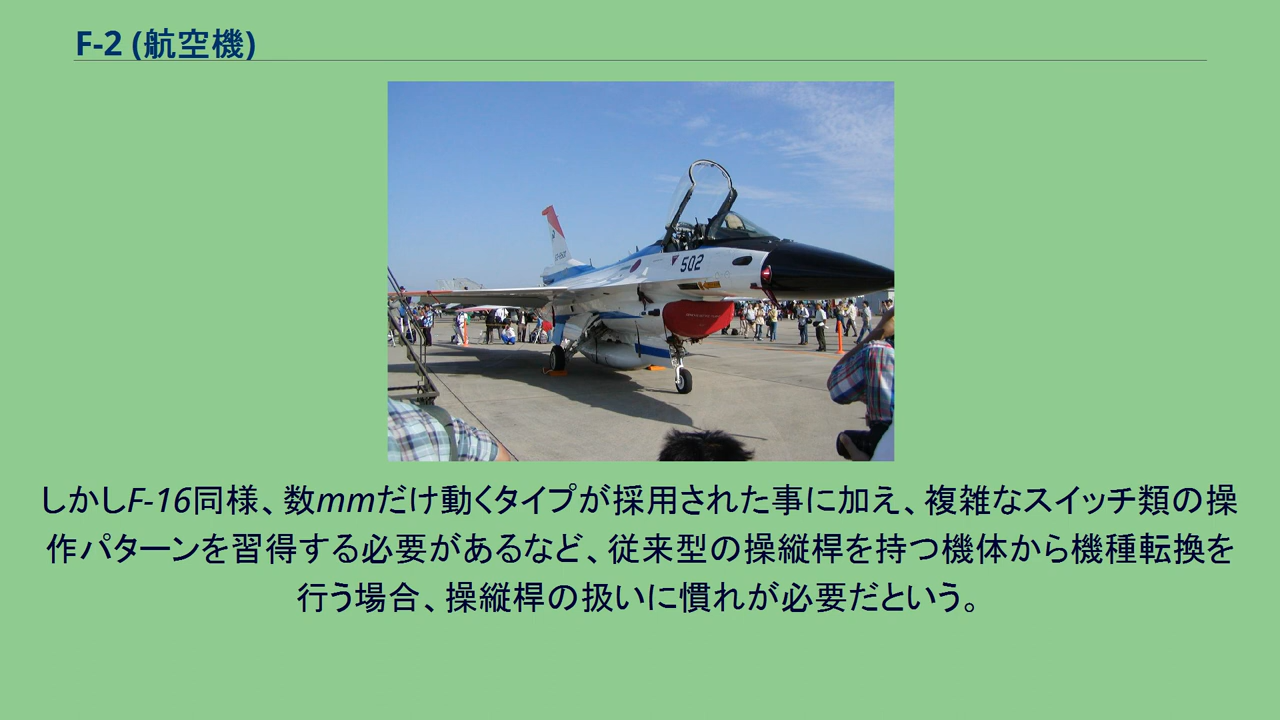 F-2 (航空機)
502
しかしF-16同様、数mmだけ動くタイプが採用された事に加え、複雑なスイッチ類の操
作パターンを習得する必要があるなど、従来型の操縦桿を持つ機体から機種転換を
行う場合、操縦桿の扱いに慣れが必要だという。